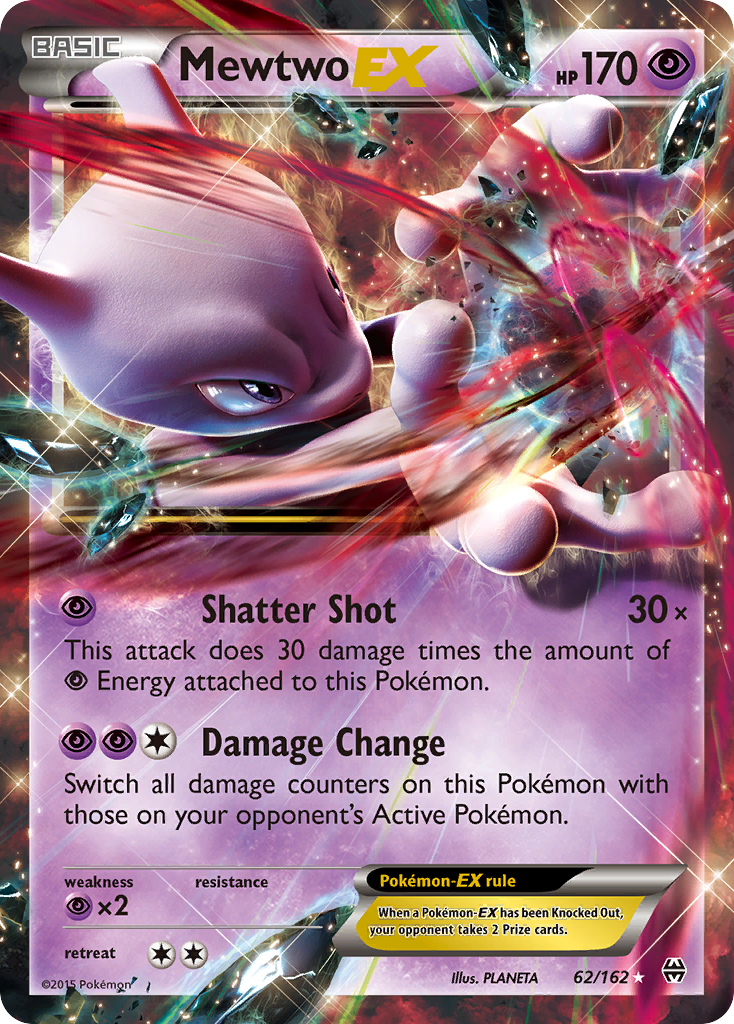 BASIC
Mewtwo EX
HP 170
Shatter Shot 30×
This attack does 30 damage times the amount of
Energy attached to this Pokémon.
Damage Change
Switch all damage counters on this Pokémon with
those on your opponent's Active Pokémon.
weakness resistance
×2
retreat
Pokémon-EX rule
When a Pokémon-EX has been Knocked Out,
your opponent takes 2 Prize cards.
©2015 Pokémon
Illus. PLANETA 62/162 ★